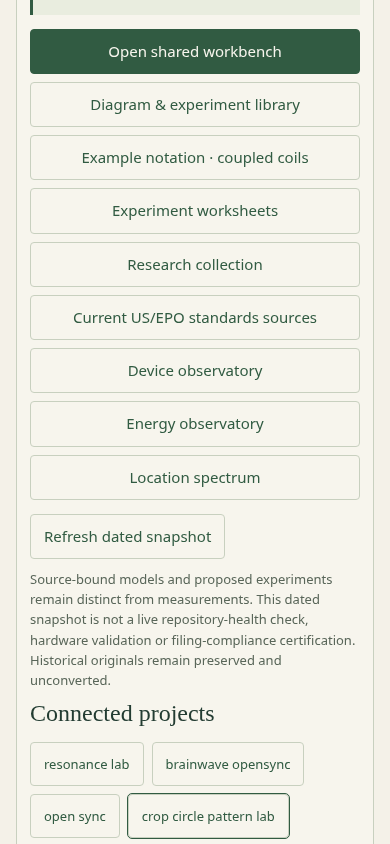 Open shared workbench
Diagram & experiment library
Example notation · coupled coils
Experiment worksheets
Research collection
Current US/EPO standards sources
Device observatory
Energy observatory
Location spectrum
Refresh dated snapshot
Source-bound models and proposed experiments
remain distinct from measurements. This dated
snapshot is not a live repository-health check,
hardware validation or filing-compliance certification.
Historical originals remain preserved and
unconverted.
Connected projects
resonance lab
brainwave opensync
open sync
crop circle pattern lab